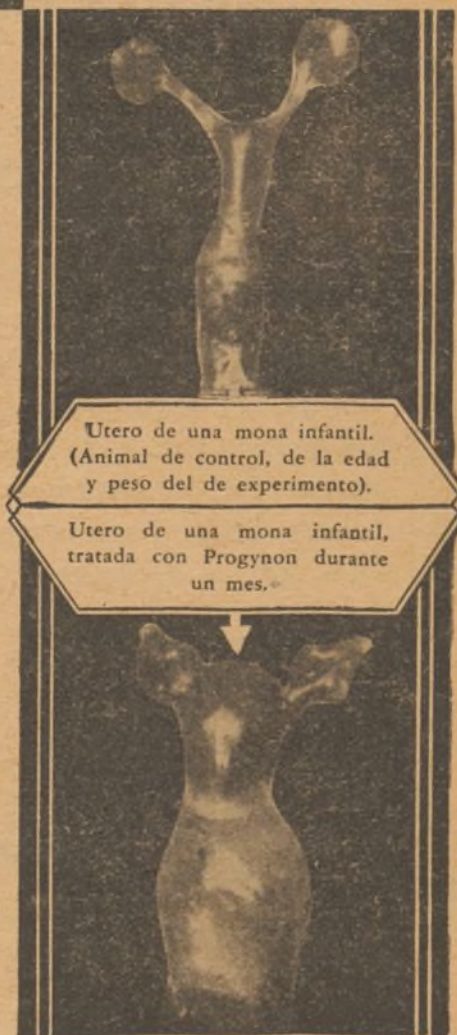 Utero de una mona infantil.
(Animal de control, de la edad
y peso del de experimento).
Utero de una mona infantil,
tratada con Progynon durante
un mes.